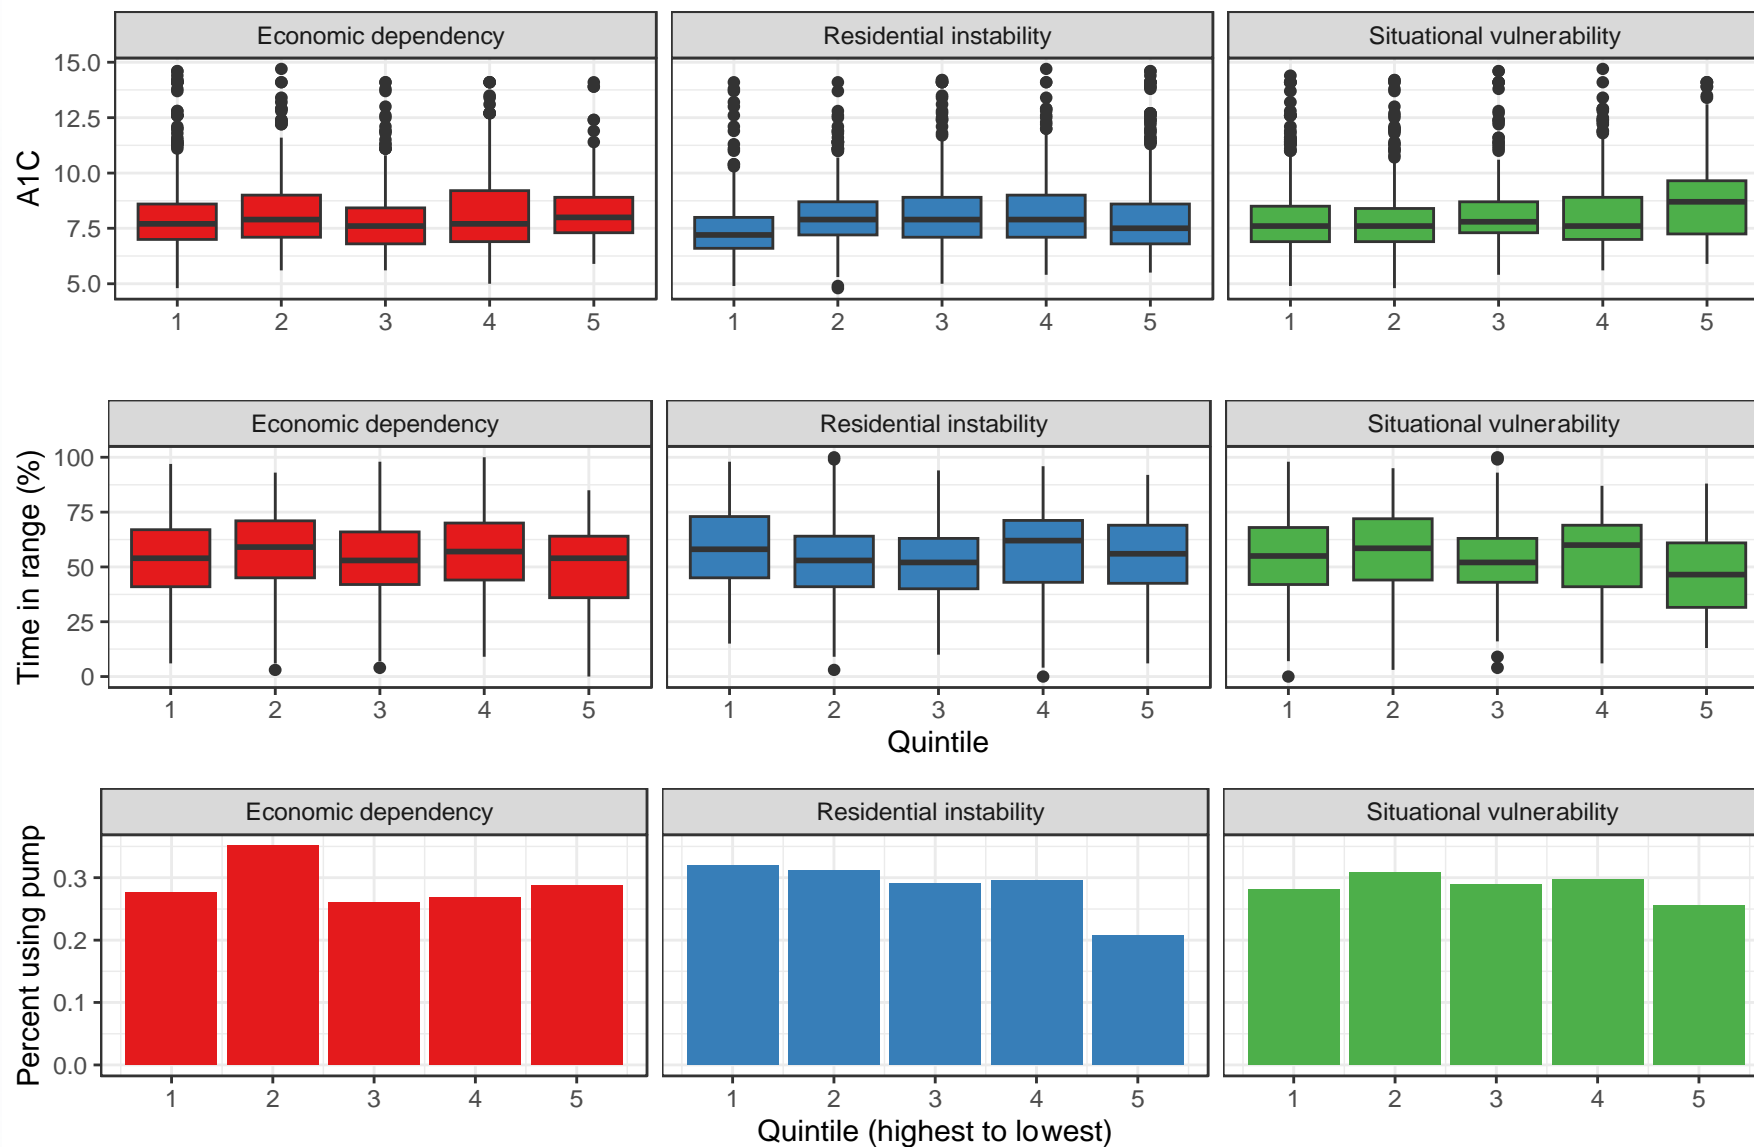 Economic dependency Residential instability Situational vulnerability
A1C
15.0
12.5
10.0
7.5
5.0
1 2 3 4 5 1 2 3 4 5 1 2 3 4 5
Economic dependency Residential instability Situational vulnerability
Time in range (%)
100
75
50
25
0
1 2 3 4 5 1 2 3 4 5 1 2 3 4 5
Quintile
Economic dependency Residential instability Situational vulnerability
Percent using pump
0.3
0.2
0.1
0.0
1 2 3 4 5 1 2 3 4 5 1 2 3 4 5
Quintile (highest to lowest)